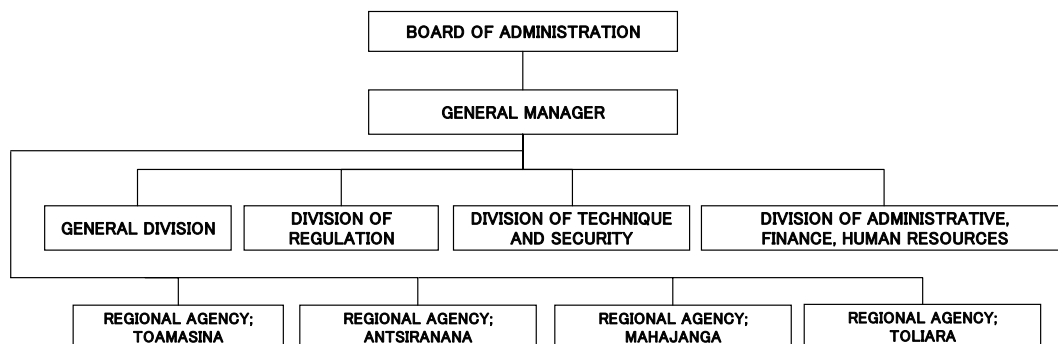 BOARD OF ADMINISTRATION
GENERAL MANAGER
GENERAL DIVISION
DIVISION OF
REGULATION
DIVISION OF TECHNIQUE
AND SECURITY
DIVISION OF ADMINISTRATIVE,
FINANCE, HUMAN RESOURCES
REGIONAL AGENCY;
TOAMASINA
REGIONAL AGENCY;
ANTSIRANANA
REGIONAL AGENCY;
MAHAJANGA
REGIONAL AGENCY;
TOLIARA